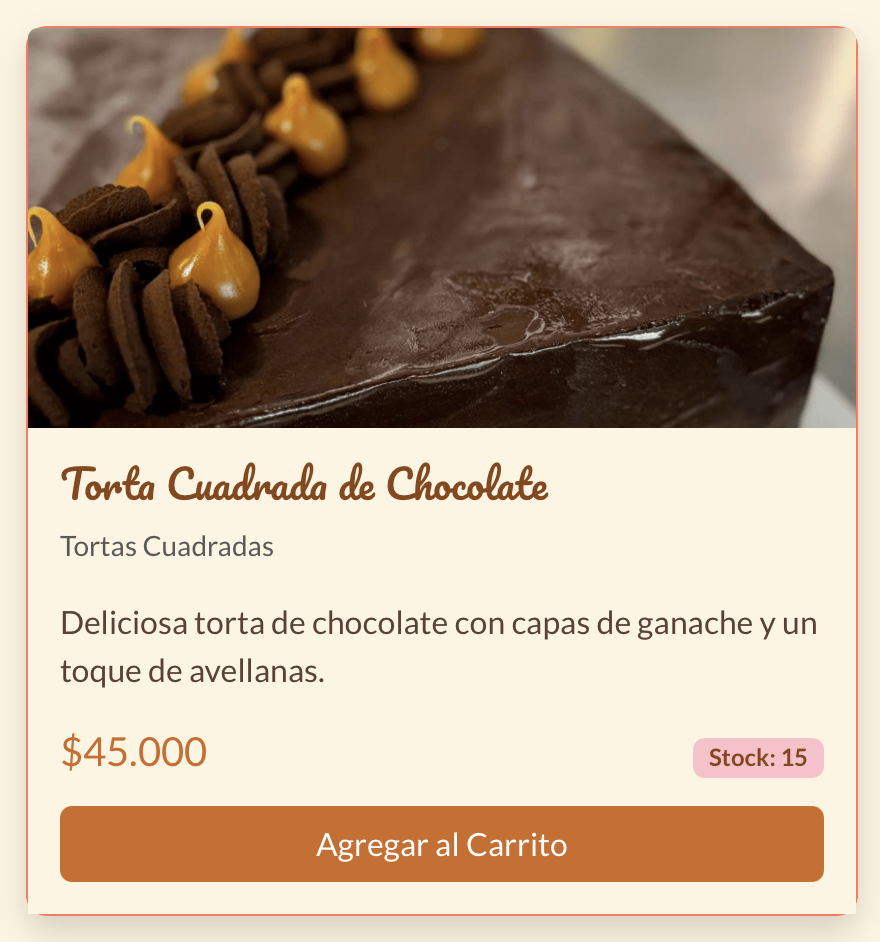 Torta Cuadrada de Chocolate
Tortas Cuadradas
Deliciosa torta de chocolate con capas de ganache y un
toque de avellanas.
$45.000
Stock: 15
Agregar al Carrito